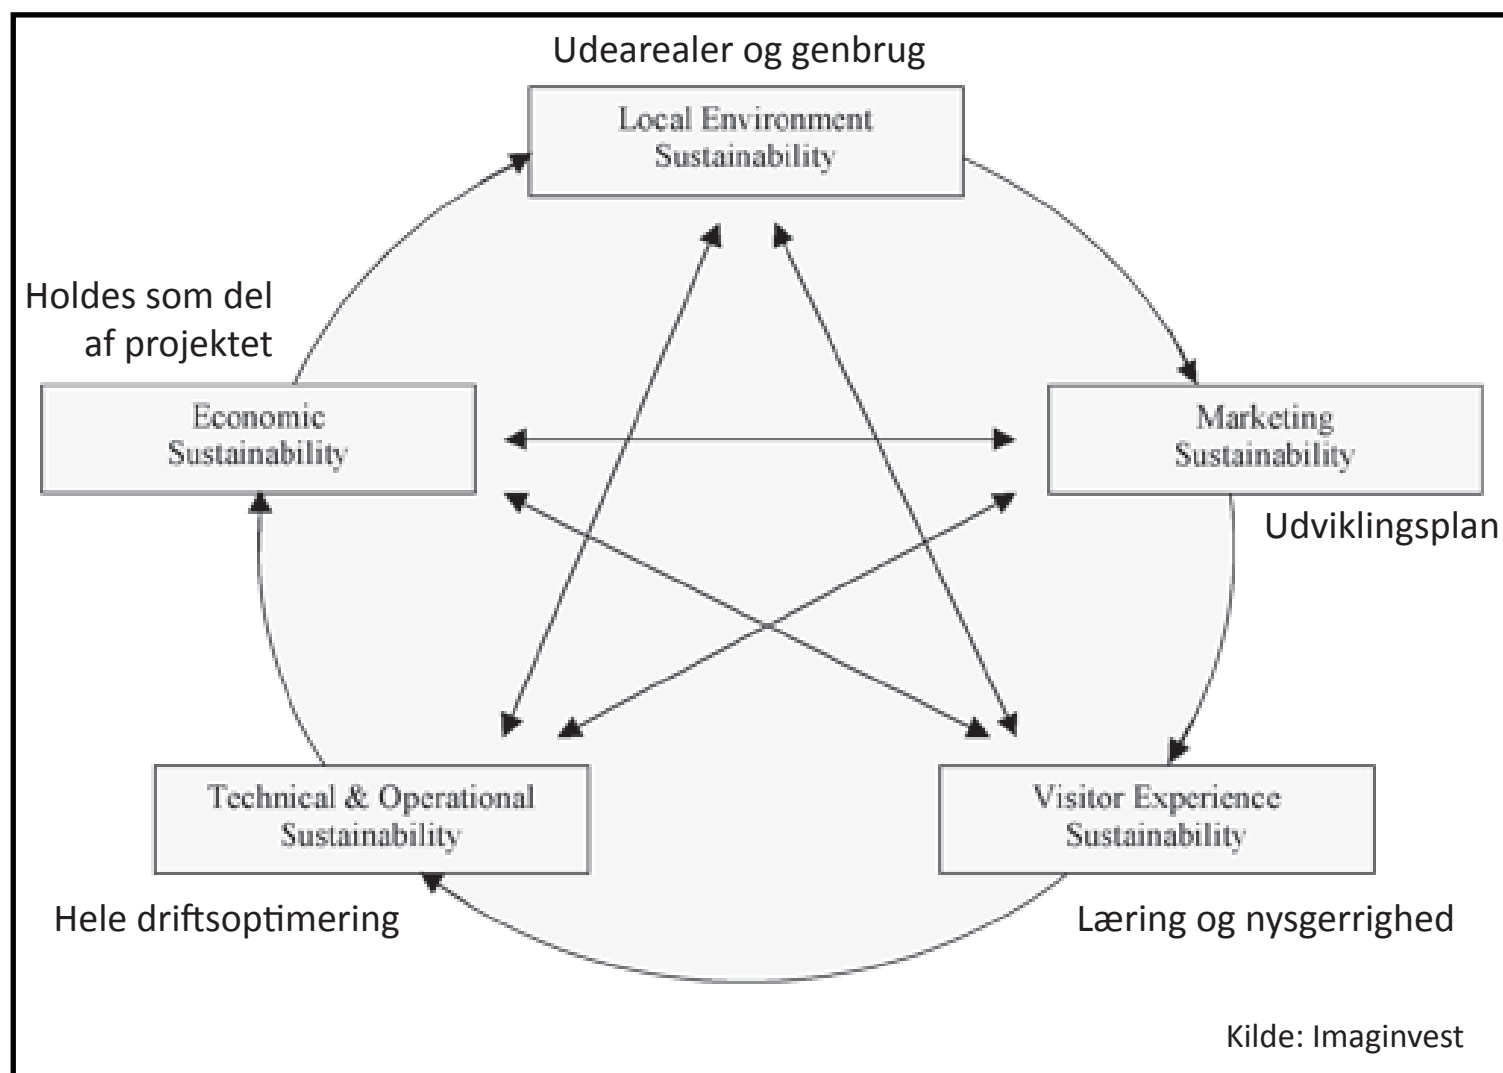 Udearealer og genbrug
Local Environment
Sustainability
Holdes som del
af projektet
Economic
Sustainability
Marketing
Sustainability
Udviklingsplan
Technical & Operational
Sustainability
Visitor Experience
Sustainability
Hele driftsoptimering
Læring og nysgerrighed
Kilde: Imaginvest